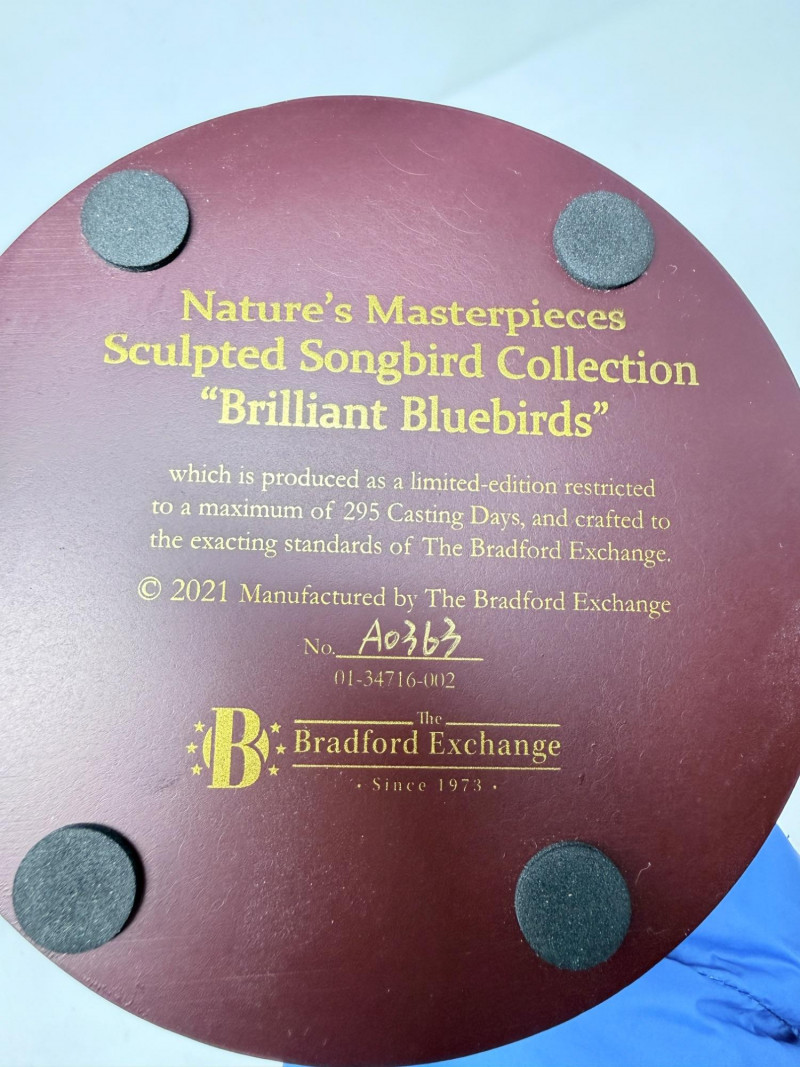 Nature's Masterpieces
Sculpted Songbird Collection
“Brilliant Bluebirds”
which is produced as a limited-edition restricted
to a maximum of 295 Casting Days, and crafted to
the exacting standards of The Bradford Exchange.
© 2021 Manufactured by The Bradford Exchange
No. A0363
01-34716-002
B
The
Bradford Exchange
· Since 1973 ·